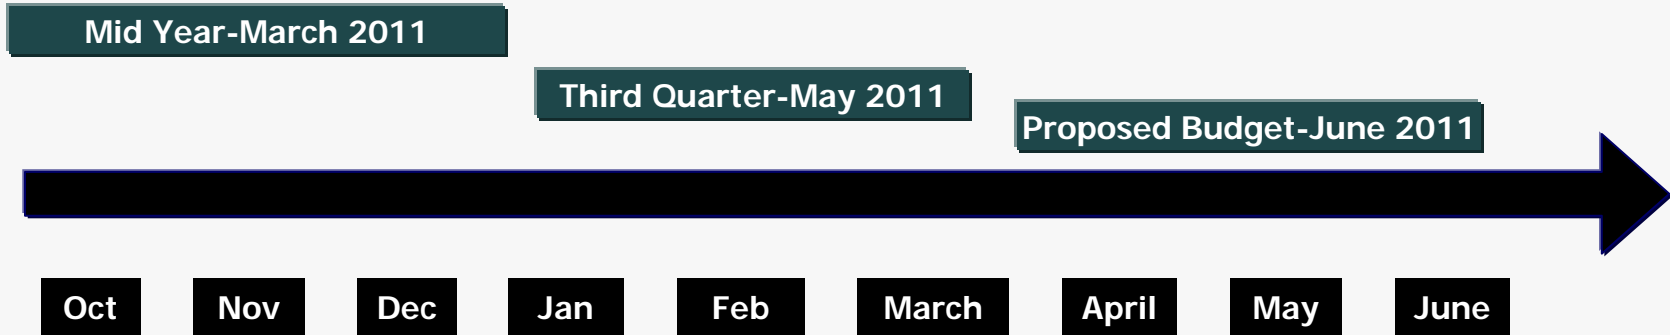 Mid Year-March 2011
Third Quarter-May 2011
Proposed Budget-June 2011
Oct Nov Dec Jan Feb March April May June